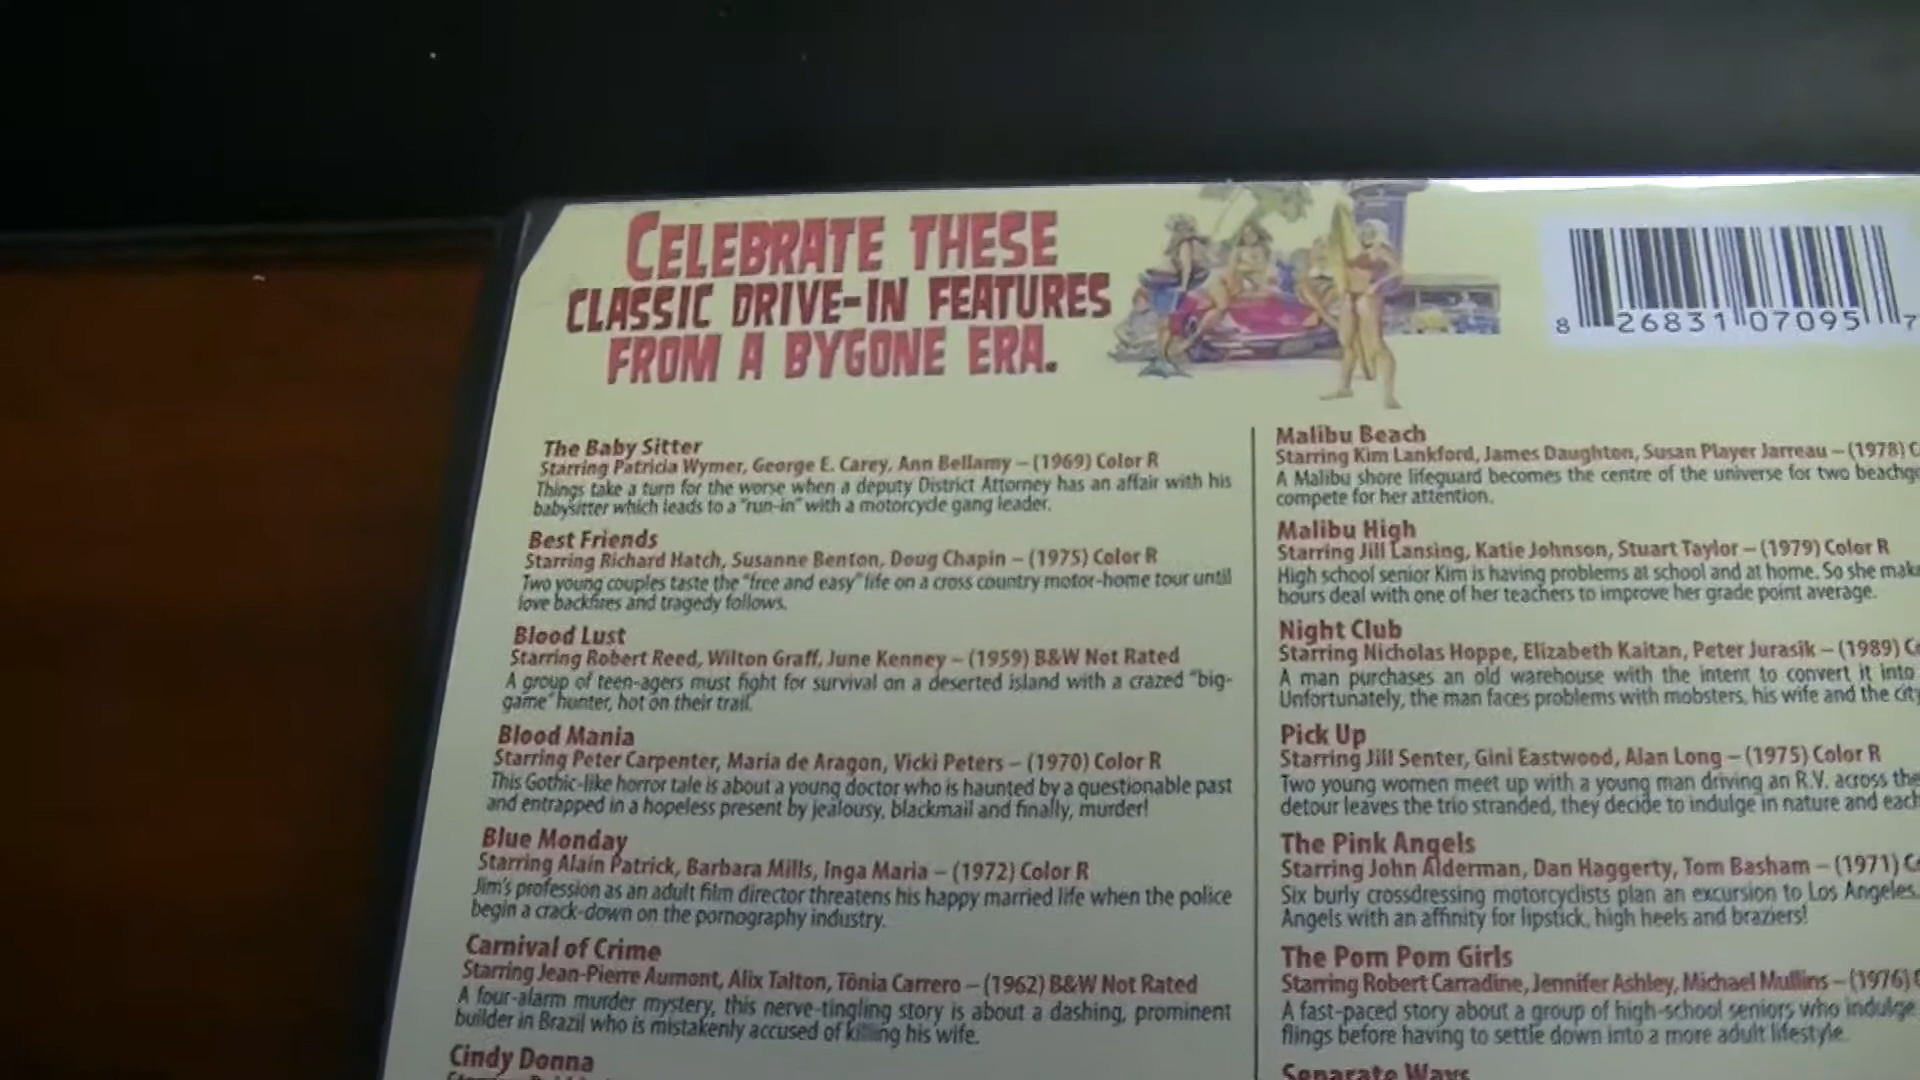 CELEBRATE THESE
CLASSIC DRIVE-IN FEATURES
FROM A BYGONE ERA.
8 26831 07095 7
The Baby Sitter
Starring Patricia Wymer, George E. Carey, Ann Bellamy – (1969) Color R
Things take a turn for the worse when a deputy District Attorney has an affair with his
babysitter which leads to a "run-in" with a motorcycle gang leader.
Best Friends
Starring Richard Hatch, Susanne Benton, Doug Chapin – (1975) Color R
Two young couples taste the "free and easy" life on a cross country motor-home tour until
love backfires and tragedy follows.
Blood Lust
Starring Robert Reed, Wilton Graff, June Kenney – (1959) B&W Not Rated
A group of teen-agers must fight for survival on a deserted island with a crazed "big-
game" hunter, hot on their trail.
Blood Mania
Starring Peter Carpenter, Maria de Aragon, Vicki Peters – (1970) Color R
This Gothic-like horror tale is about a young doctor who is haunted by a questionable past
and entrapped in a hopeless present by jealousy, blackmail and finally, murder!
Blue Monday
Starring Alain Patrick, Barbara Mills, Inga Maria – (1972) Color R
Jim's profession as an adult film director threatens his happy married life when the police
begin a crack-down on the pornography industry.
Carnival of Crime
Starring Jean-Pierre Aumont, Alix Talton, Tônia Carrero – (1962) B&W Not Rated
A four-alarm murder mystery, this nerve-tingling story is about a dashing, prominent
builder in Brazil who is mistakenly accused of killing his wife.
Cindy Donna
Malibu Beach
Starring Kim Lankford, James Daughton, Susan Player Jarreau – (1978) C
A Malibu shore lifeguard becomes the centre of the universe for two beachgo
compete for her attention.
Malibu High
Starring Jill Lansing, Katie Johnson, Stuart Taylor – (1979) Color R
High school senior Kim is having problems at school and at home. So she mak
hours deal with one of her teachers to improve her grade point average.
Night Club
Starring Nicholas Hoppe, Elizabeth Kaitan, Peter Jurasik – (1989) C
A man purchases an old warehouse with the intent to convert it into
Unfortunately, the man faces problems with mobsters, his wife and the city
Pick Up
Starring Jill Senter, Gini Eastwood, Alan Long – (1975) Color R
Two young women meet up with a young man driving an R.V. across the
detour leaves the trio stranded, they decide to indulge in nature and each
The Pink Angels
Starring John Alderman, Dan Haggerty, Tom Basham – (1971) C
Six burly crossdressing motorcyclists plan an excursion to Los Angeles.
Angels with an affinity for lipstick, high heels and braziers!
The Pom Pom Girls
Starring Robert Carradine, Jennifer Ashley, Michael Mullins – (1976)
A fast-paced story about a group of high-school seniors who indulge
flings before having to settle down into a more adult lifestyle.
Separate Ways